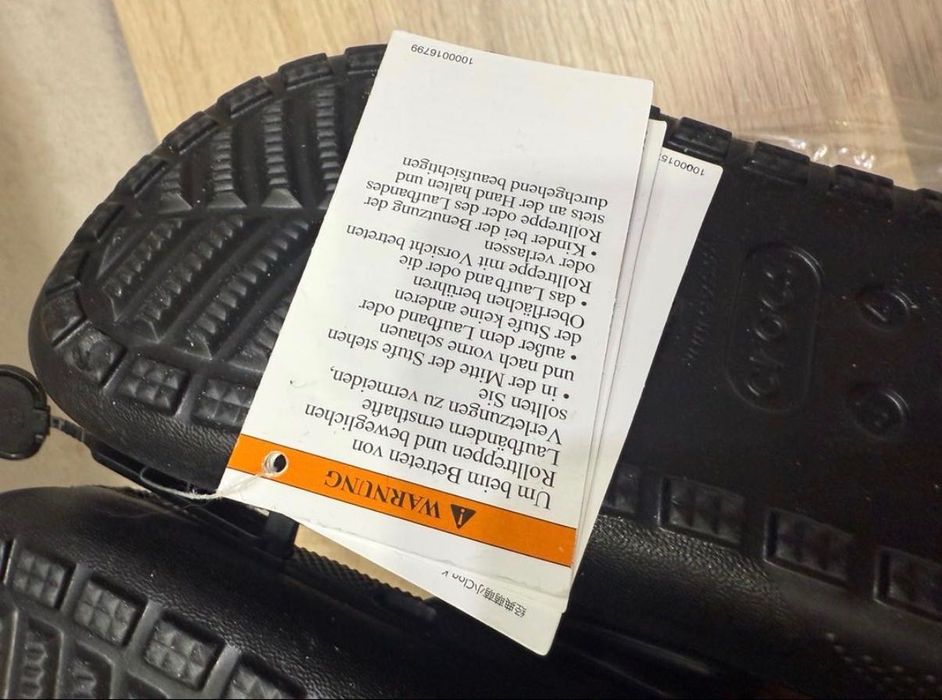 WARNUNG
Um beim Betreten von
Rolltreppen und beweglichen
Laufbändern ernsthafte
Verletzungen zu vermeiden,
sollten Sie
• in der Mitte der Stufe stehen
und nach vorne schauen
• außer dem Laufband oder
der Stufe keine anderen
Oberflächen berühren
• das Laufband oder die
Rolltreppe mit Vorsicht betreten
oder verlassen
• Kinder bei der Benutzung der
Rolltreppe oder des Laufbandes
stets an der Hand halten und
durchgehend beaufsichtigen
1000016799
crocs